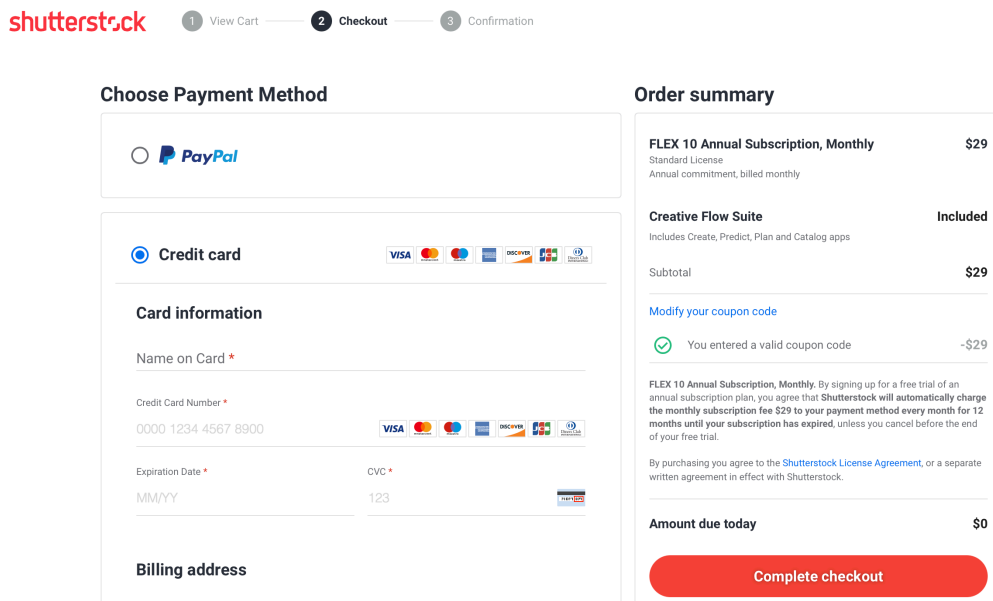 shutterstock
1 View Cart
2 Checkout
3 Confirmation
Choose Payment Method
PayPal
Credit card
VISA
DISCOVER
JCB
Card information
Name on Card *
Credit Card Number *
0000 1234 4567 8900
VISA
DISCOVER
JCB
Expiration Date *
CVC *
MM/YY
123
Billing address
Order summary
FLEX 10 Annual Subscription, Monthly $29
Standard License
Annual commitment, billed monthly
Creative Flow Suite Included
Includes Create, Predict, Plan and Catalog apps
Subtotal $29
Modify your coupon code
You entered a valid coupon code -$29
FLEX 10 Annual Subscription, Monthly. By signing up for a free trial of an
annual subscription plan, you agree that Shutterstock will automatically charge
the monthly subscription fee $29 to your payment method every month for 12
months until your subscription has expired, unless you cancel before the end
of your free trial.
By purchasing you agree to the Shutterstock License Agreement, or a separate
written agreement in effect with Shutterstock.
Amount due today $0
Complete checkout